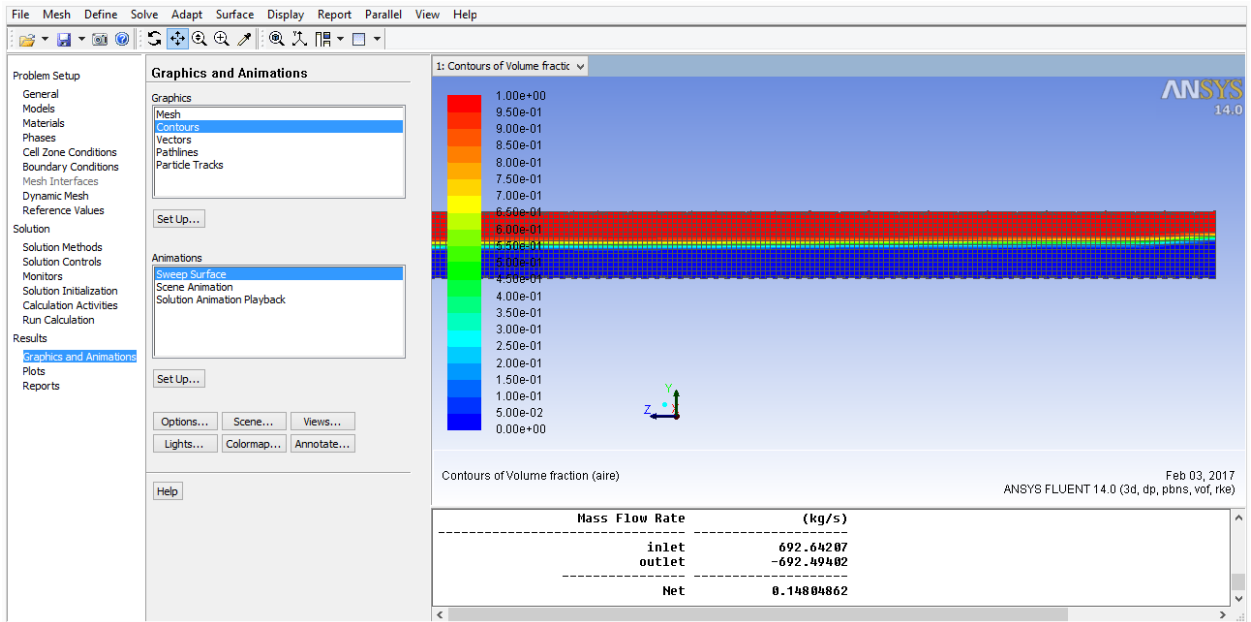 File Mesh Define Solve Adapt Surface Display Report Parallel View Help
Problem Setup
General
Models
Materials
Phases
Cell Zone Conditions
Boundary Conditions
Mesh Interfaces
Dynamic Mesh
Reference Values
Solution
Solution Methods
Solution Controls
Monitors
Solution Initialization
Calculation Activities
Run Calculation
Results
Graphics and Animations
Plots
Reports
Graphics and Animations
Graphics
Mesh
Contours
Vectors
Pathlines
Particle Tracks
Set Up...
Animations
Sweep Surface
Scene Animation
Solution Animation Playback
Set Up...
Options... Scene... Views...
Lights... Colormap... Annotate...
Help
1: Contours of Volume fractic
ANSYS
14.0
1.00e+00
9.50e-01
9.00e-01
8.50e-01
8.00e-01
7.50e-01
7.00e-01
6.50e-01
6.00e-01
5.50e-01
5.00e-01
4.50e-01
4.00e-01
3.50e-01
3.00e-01
2.50e-01
2.00e-01
1.50e-01
1.00e-01
5.00e-02
0.00e+00
Y
Z X
Contours of Volume fraction (aire)
Feb 03, 2017
ANSYS FLUENT 14.0 (3d, dp, pbns, vof, rke)
Mass Flow Rate (kg/s)
-------------------------------- --------------------
inlet 692.64207
outlet -692.49402
---------------- --------------------
Net 0.14804862